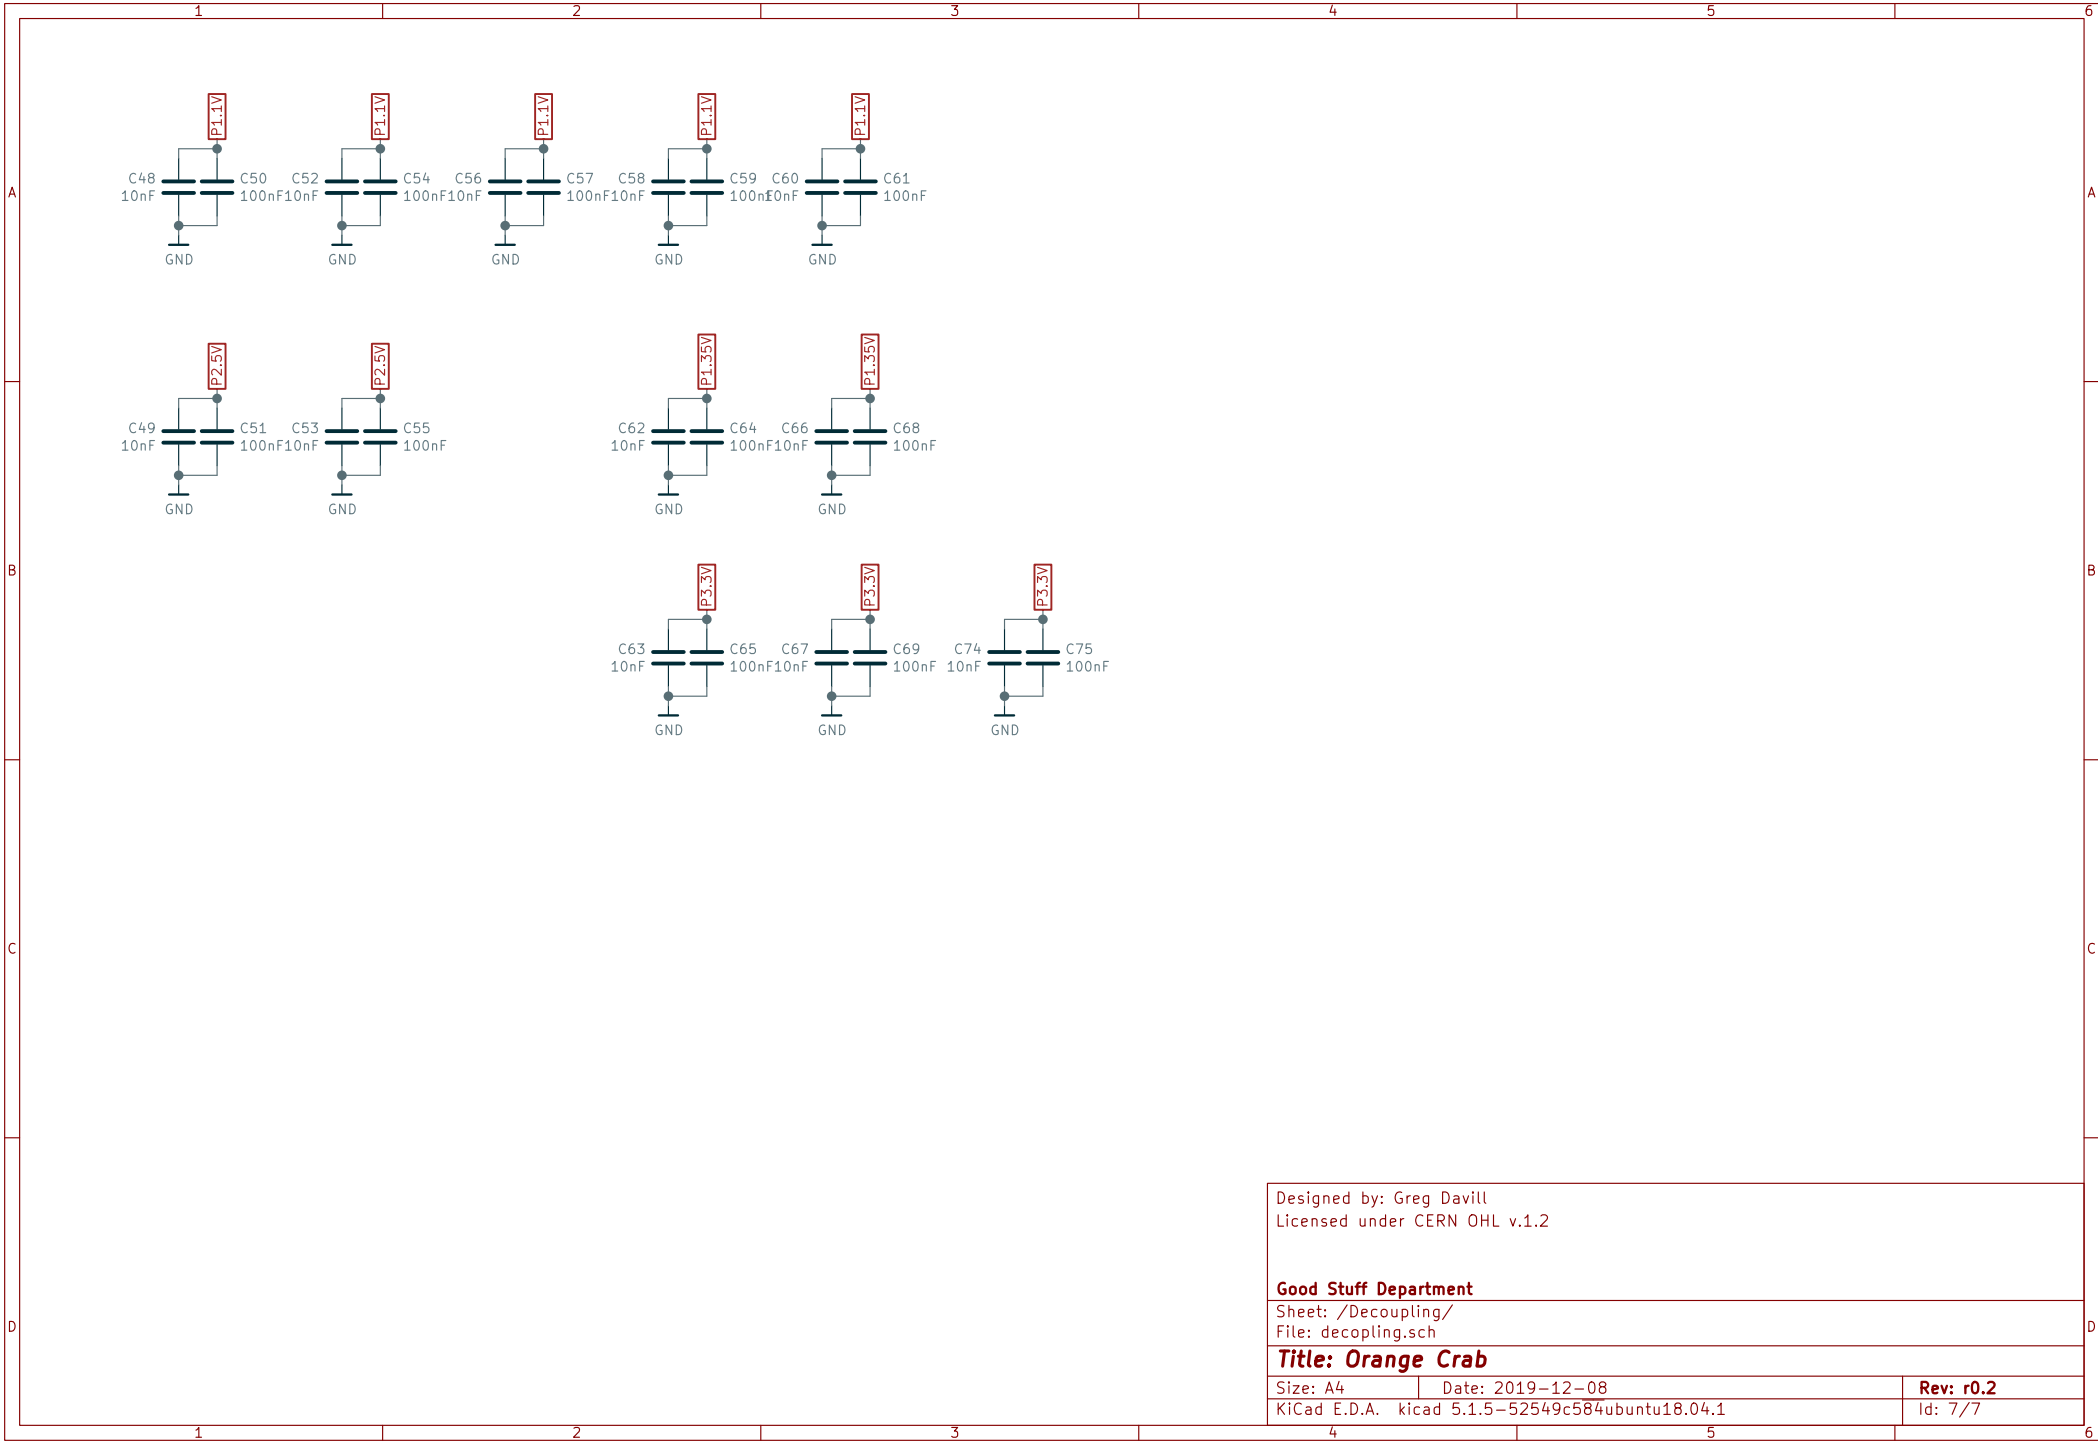 1 2 3 4 5 6
P1.1V P1.1V P1.1V P1.1V P1.1V
C48 C50 C52 C54 C56 C57 C58 C59 C60 C61
A 10nF 100nF 10nF 100nF 10nF 100nF 10nF 100nF 10nF 100nF A
GND GND GND GND GND
P2.5V P2.5V P1.35V P1.35V
C49 C51 C53 C55 C62 C64 C66 C68
10nF 100nF 10nF 100nF 10nF 100nF 10nF 100nF
GND GND GND GND
B B
P3.3V P3.3V P3.3V
C63 C65 C67 C69 C74 C75
10nF 100nF 10nF 100nF 10nF 100nF
GND GND GND
C C
Designed by: Greg Davill
Licensed under CERN OHL v.1.2
Good Stuff Department
Sheet: /Decoupling/
D D
File: decopling.sch
Title: Orange Crab
Size: A4 Date: 2019-12-08 Rev: r0.2
KiCad E.D.A. kicad 5.1.5-52549c584ubuntu18.04.1 Id: 7/7
1 2 3 4 5 6